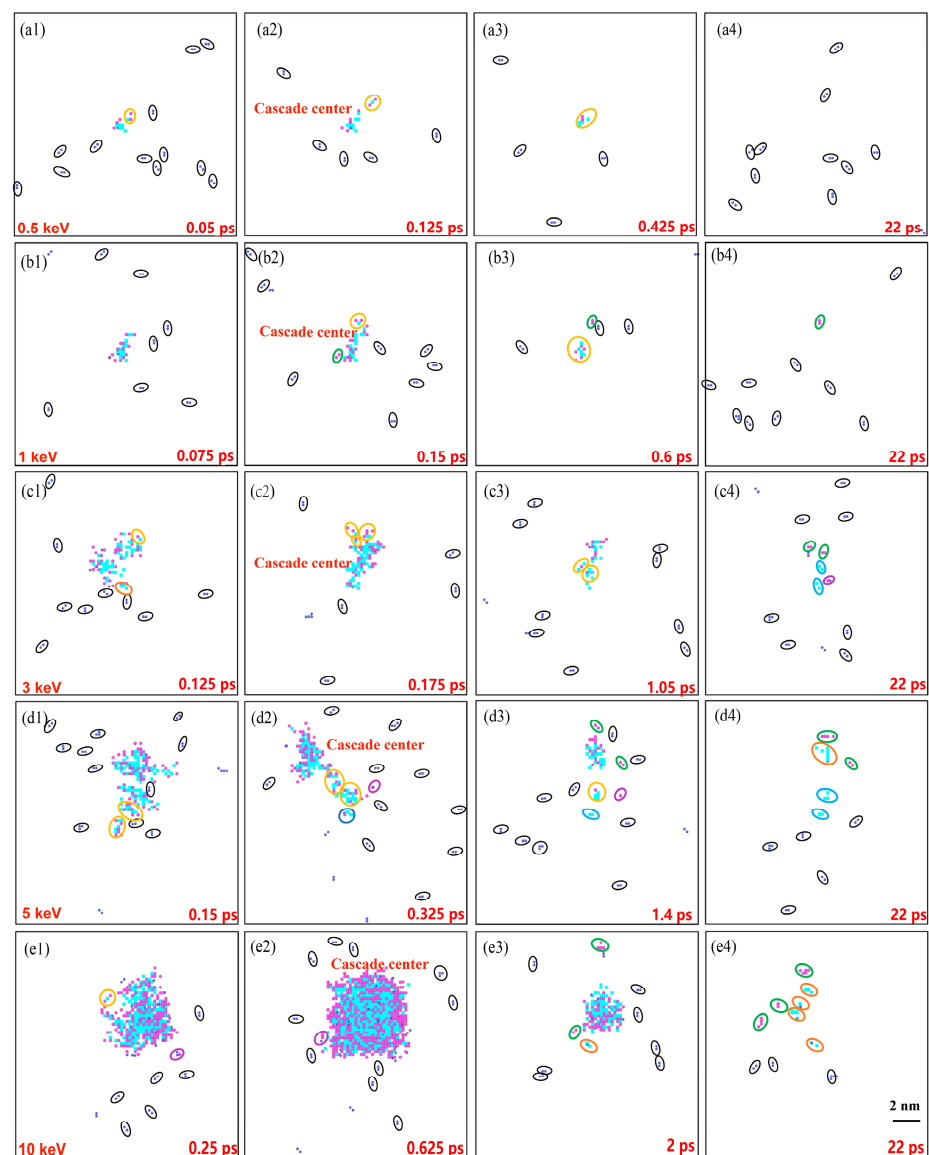 (a1)
(a2)
(a3)
(a4)
Cascade center
0.5 keV
0.05 ps
0.125 ps
0.425 ps
22 ps
(b1)
(b2)
(b3)
(b4)
Cascade center
1 keV
0.075 ps
0.15 ps
0.6 ps
22 ps
(c1)
(c2)
(c3)
(c4)
Cascade center
3 keV
0.125 ps
0.175 ps
1.05 ps
22 ps
(d1)
(d2)
(d3)
(d4)
Cascade center
5 keV
0.15 ps
0.325 ps
1.4 ps
22 ps
(e1)
(e2)
(e3)
(e4)
Cascade center
2 nm
10 keV
0.25 ps
0.625 ps
2 ps
22 ps